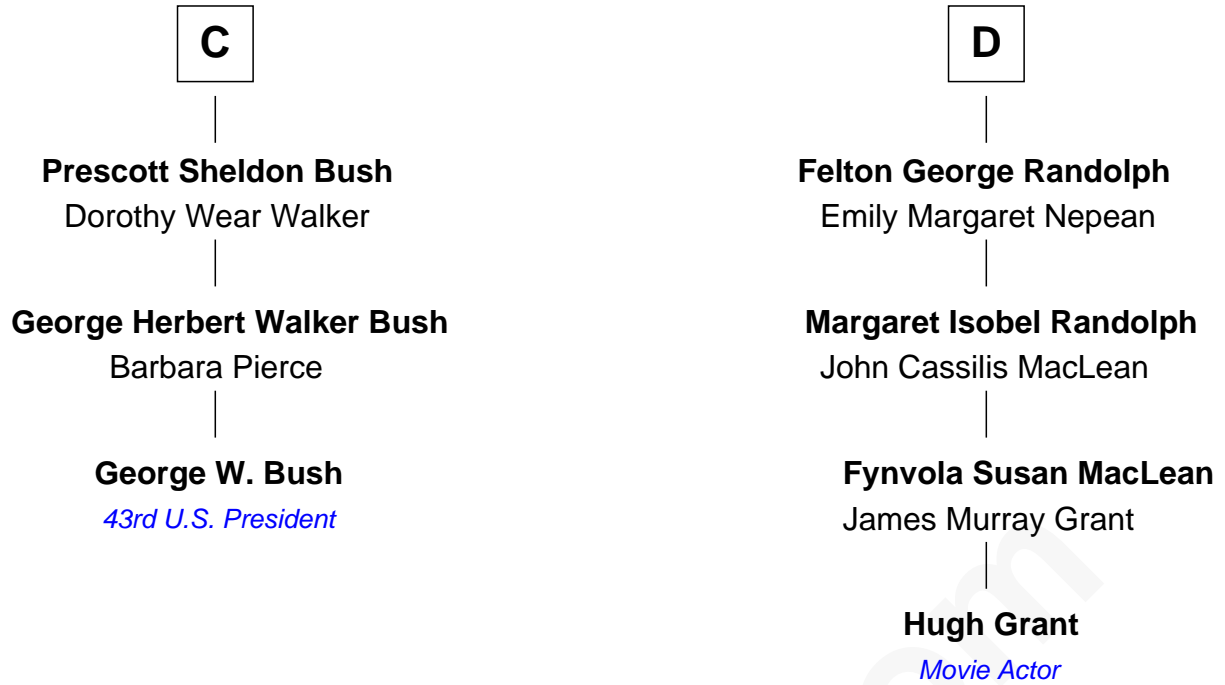 C
Prescott Sheldon Bush
Dorothy Wear Walker
George Herbert Walker Bush
Barbara Pierce
George W. Bush
43rd U.S. President
D
Felton George Randolph
Emily Margaret Nepean
Margaret Isobel Randolph
John Cassilis MacLean
Fynvola Susan MacLean
James Murray Grant
Hugh Grant
Movie Actor